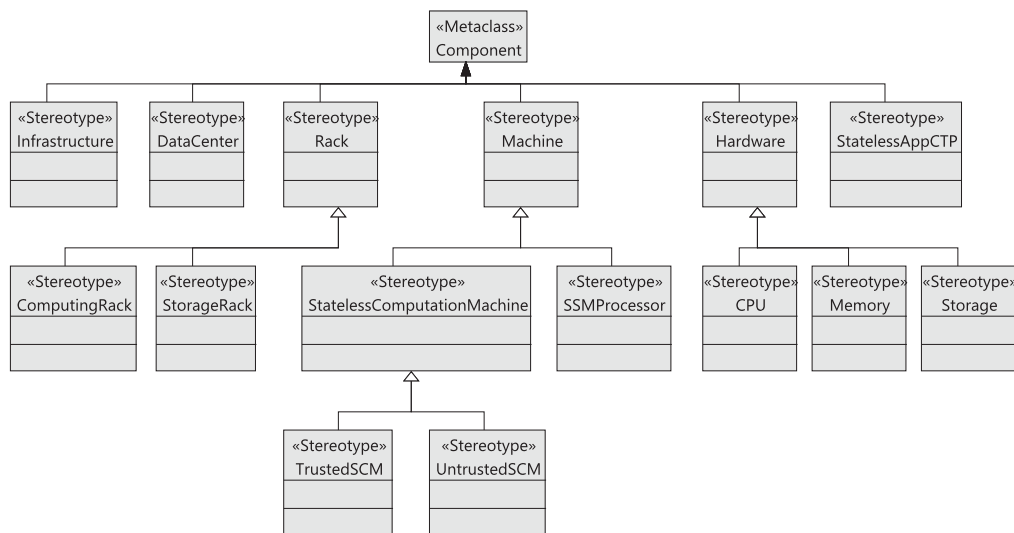 «Metaclass»
Component
«Stereotype»
Infrastructure
«Stereotype»
DataCenter
«Stereotype»
Rack
«Stereotype»
Machine
«Stereotype»
Hardware
«Stereotype»
StatelessAppCTP
«Stereotype»
ComputingRack
«Stereotype»
StorageRack
«Stereotype»
StatelessComputationMachine
«Stereotype»
SSMProcessor
«Stereotype»
CPU
«Stereotype»
Memory
«Stereotype»
Storage
«Stereotype»
TrustedSCM
«Stereotype»
UntrustedSCM